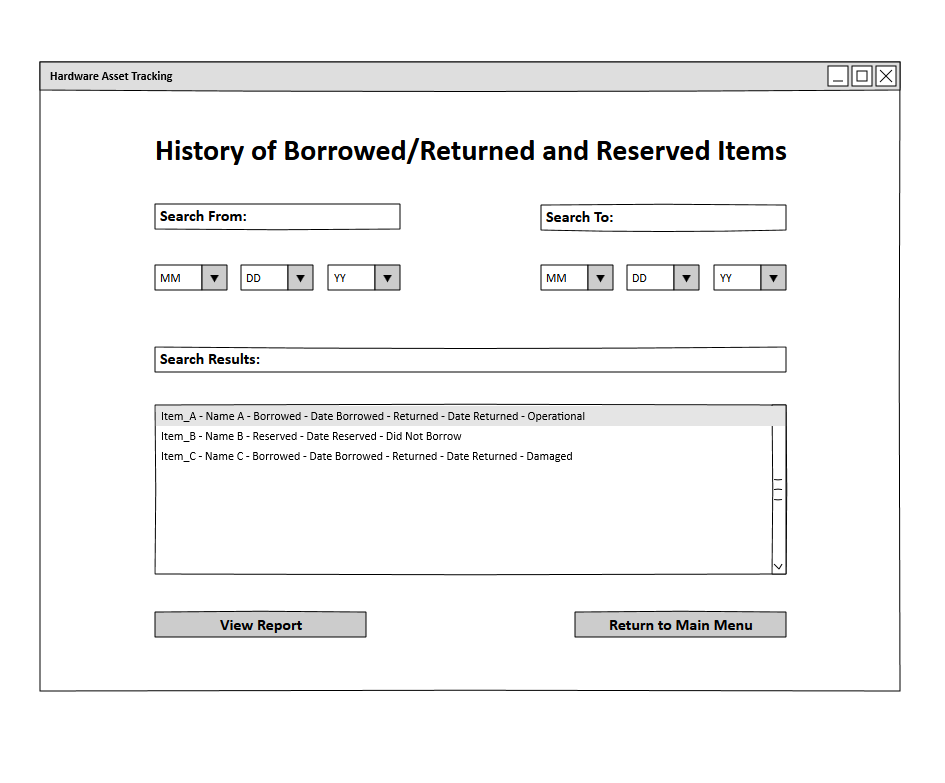 Hardware Asset Tracking
History of Borrowed/Returned and Reserved Items
Search From:
Search To:
MM DD YY
MM DD YY
Search Results:
Item_A - Name A - Borrowed - Date Borrowed - Returned - Date Returned - Operational
Item_B - Name B - Reserved - Date Reserved - Did Not Borrow
Item_C - Name C - Borrowed - Date Borrowed - Returned - Date Returned - Damaged
View Report
Return to Main Menu